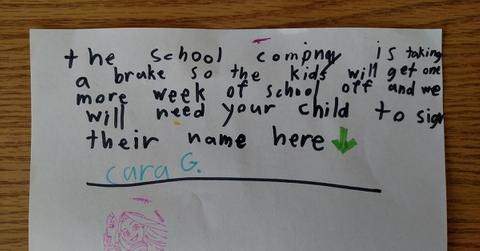 the school compny is taking
a brake so the kids will get one
more week of school off and we
will need your child to sign
their name here
cara G.